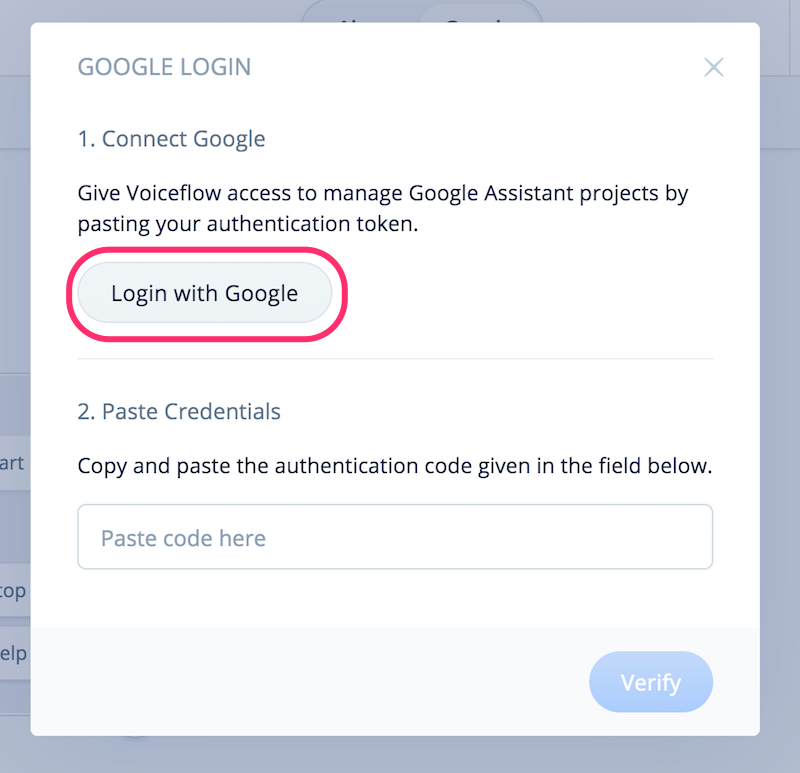 GOOGLE LOGIN
1. Connect Google
Give Voiceflow access to manage Google Assistant projects by
pasting your authentication token.
Login with Google
2. Paste Credentials
Copy and paste the authentication code given in the field below.
art
Paste code here
top
elp
Verify